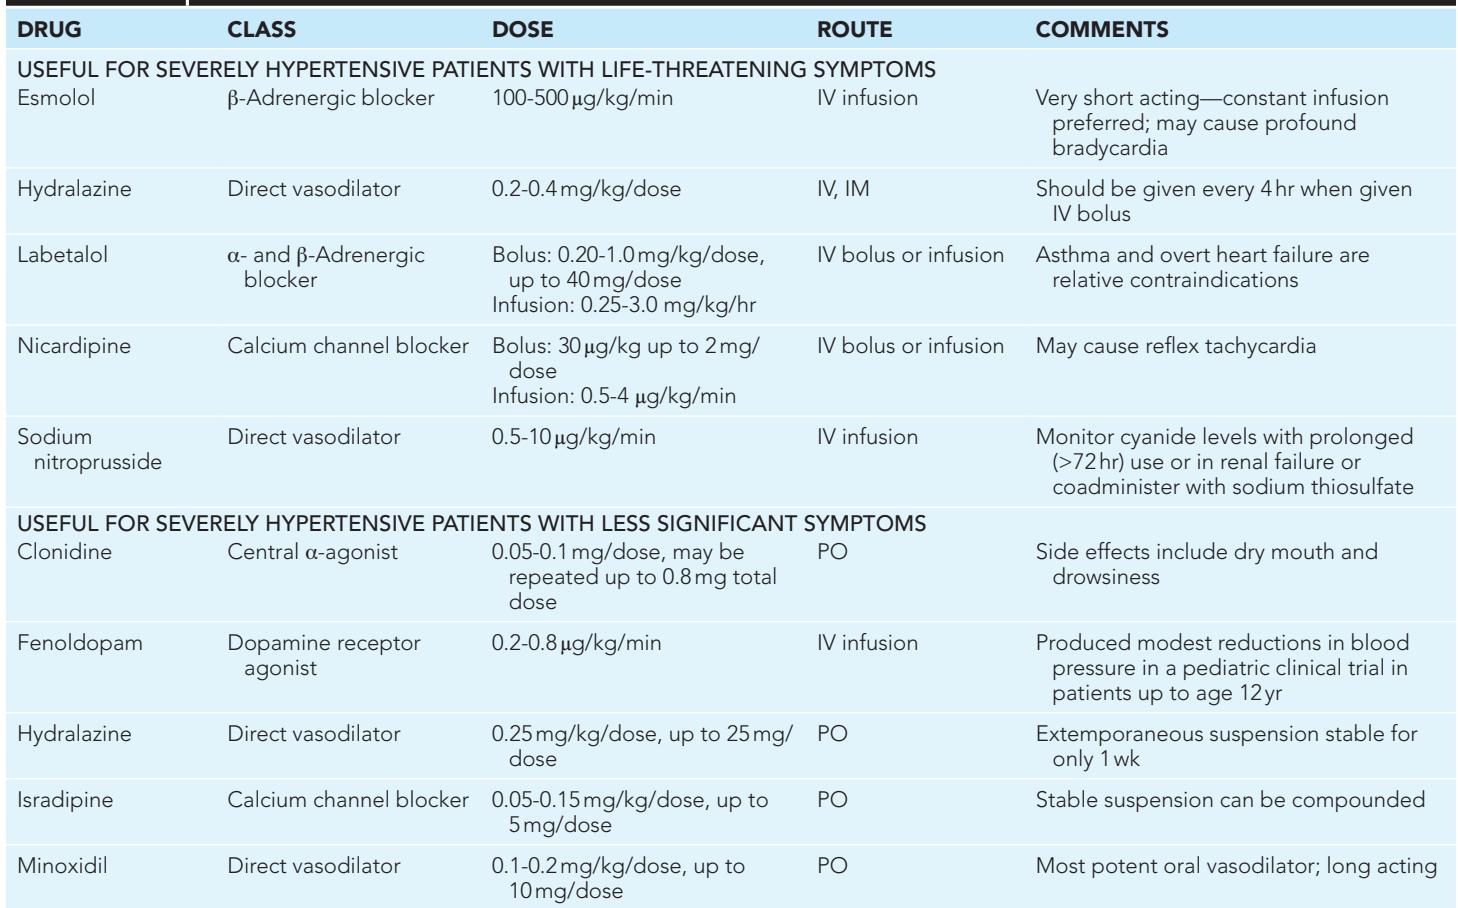 DRUG CLASS DOSE ROUTE COMMENTS
USEFUL FOR SEVERELY HYPERTENSIVE PATIENTS WITH LIFE-THREATENING SYMPTOMS
Esmolol β-Adrenergic blocker 100-500 μg/kg/min IV infusion Very short acting—constant infusion
preferred; may cause profound
bradycardia
Hydralazine Direct vasodilator 0.2-0.4 mg/kg/dose IV, IM Should be given every 4 hr when given
IV bolus
Labetalol α- and β-Adrenergic Bolus: 0.20-1.0 mg/kg/dose, IV bolus or infusion Asthma and overt heart failure are
blocker up to 40 mg/dose relative contraindications
Infusion: 0.25-3.0 mg/kg/hr
Nicardipine Calcium channel blocker Bolus: 30 μg/kg up to 2 mg/ IV bolus or infusion May cause reflex tachycardia
dose
Infusion: 0.5-4 μg/kg/min
Sodium Direct vasodilator 0.5-10 μg/kg/min IV infusion Monitor cyanide levels with prolonged
nitroprusside (>72 hr) use or in renal failure or
coadminister with sodium thiosulfate
USEFUL FOR SEVERELY HYPERTENSIVE PATIENTS WITH LESS SIGNIFICANT SYMPTOMS
Clonidine Central α-agonist 0.05-0.1 mg/dose, may be PO Side effects include dry mouth and
repeated up to 0.8 mg total drowsiness
dose
Fenoldopam Dopamine receptor 0.2-0.8 μg/kg/min IV infusion Produced modest reductions in blood
agonist pressure in a pediatric clinical trial in
patients up to age 12 yr
Hydralazine Direct vasodilator 0.25 mg/kg/dose, up to 25 mg/ PO Extemporaneous suspension stable for
dose only 1 wk
Isradipine Calcium channel blocker 0.05-0.15 mg/kg/dose, up to PO Stable suspension can be compounded
5 mg/dose
Minoxidil Direct vasodilator 0.1-0.2 mg/kg/dose, up to PO Most potent oral vasodilator; long acting
10 mg/dose